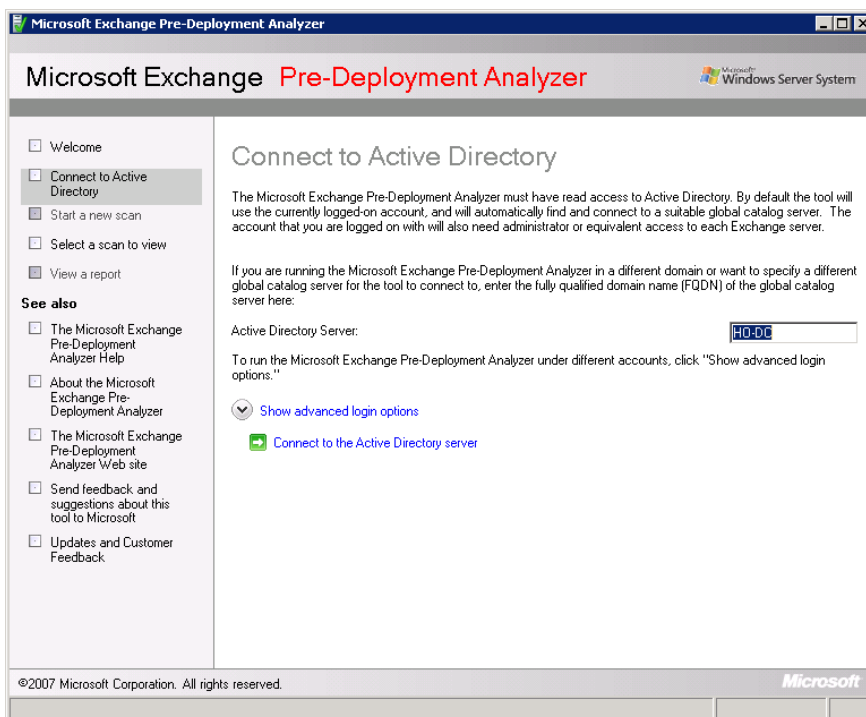 Microsoft Exchange Pre-Deployment Analyzer
Microsoft Exchange Pre-Deployment Analyzer
Microsoft
Windows Server System
Welcome
Connect to Active
Directory
Start a new scan
Select a scan to view
View a report
See also
The Microsoft Exchange
Pre-Deployment
Analyzer Help
About the Microsoft
Exchange Pre-
Deployment Analyzer
The Microsoft Exchange
Pre-Deployment
Analyzer Web site
Send feedback and
suggestions about this
tool to Microsoft
Updates and Customer
Feedback
Connect to Active Directory
The Microsoft Exchange Pre-Deployment Analyzer must have read access to Active Directory. By default the tool will
use the currently logged-on account, and will automatically find and connect to a suitable global catalog server. The
account that you are logged on with will also need administrator or equivalent access to each Exchange server.
If you are running the Microsoft Exchange Pre-Deployment Analyzer in a different domain or want to specify a different
global catalog server for the tool to connect to, enter the fully qualified domain name (FQDN) of the global catalog
server here:
Active Directory Server:
HO-DC
To run the Microsoft Exchange Pre-Deployment Analyzer under different accounts, click "Show advanced login
options."
Show advanced login options
Connect to the Active Directory server
©2007 Microsoft Corporation. All rights reserved.
Microsoft